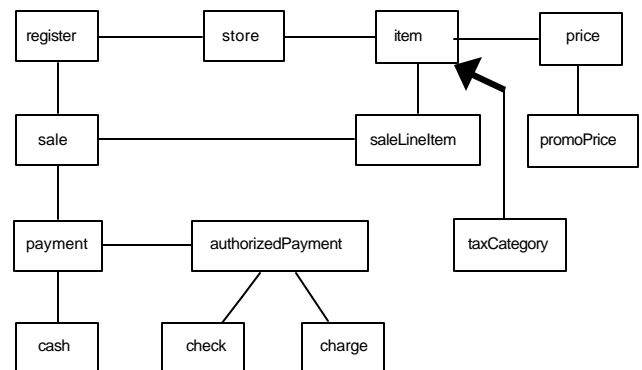 register
store
item
price
sale
saleLineItem
promoPrice
payment
authorizedPayment
taxCategory
cash
check
charge